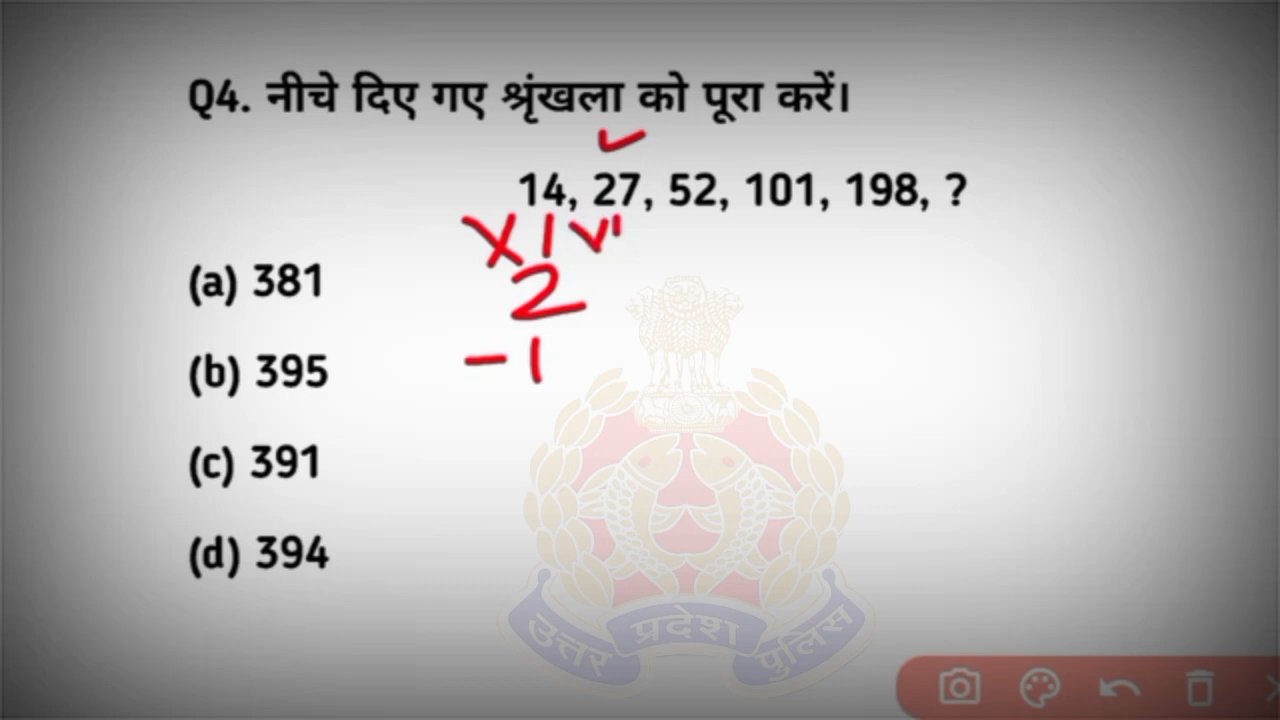 Q4. नीचे दिए गए श्रृंखला को पूरा करें।
14, 27, 52, 101, 198, ?
X
2
-1
(a) 381
(b) 395
(c) 391
(d) 394
उत्तर प्रदेश पुलिस